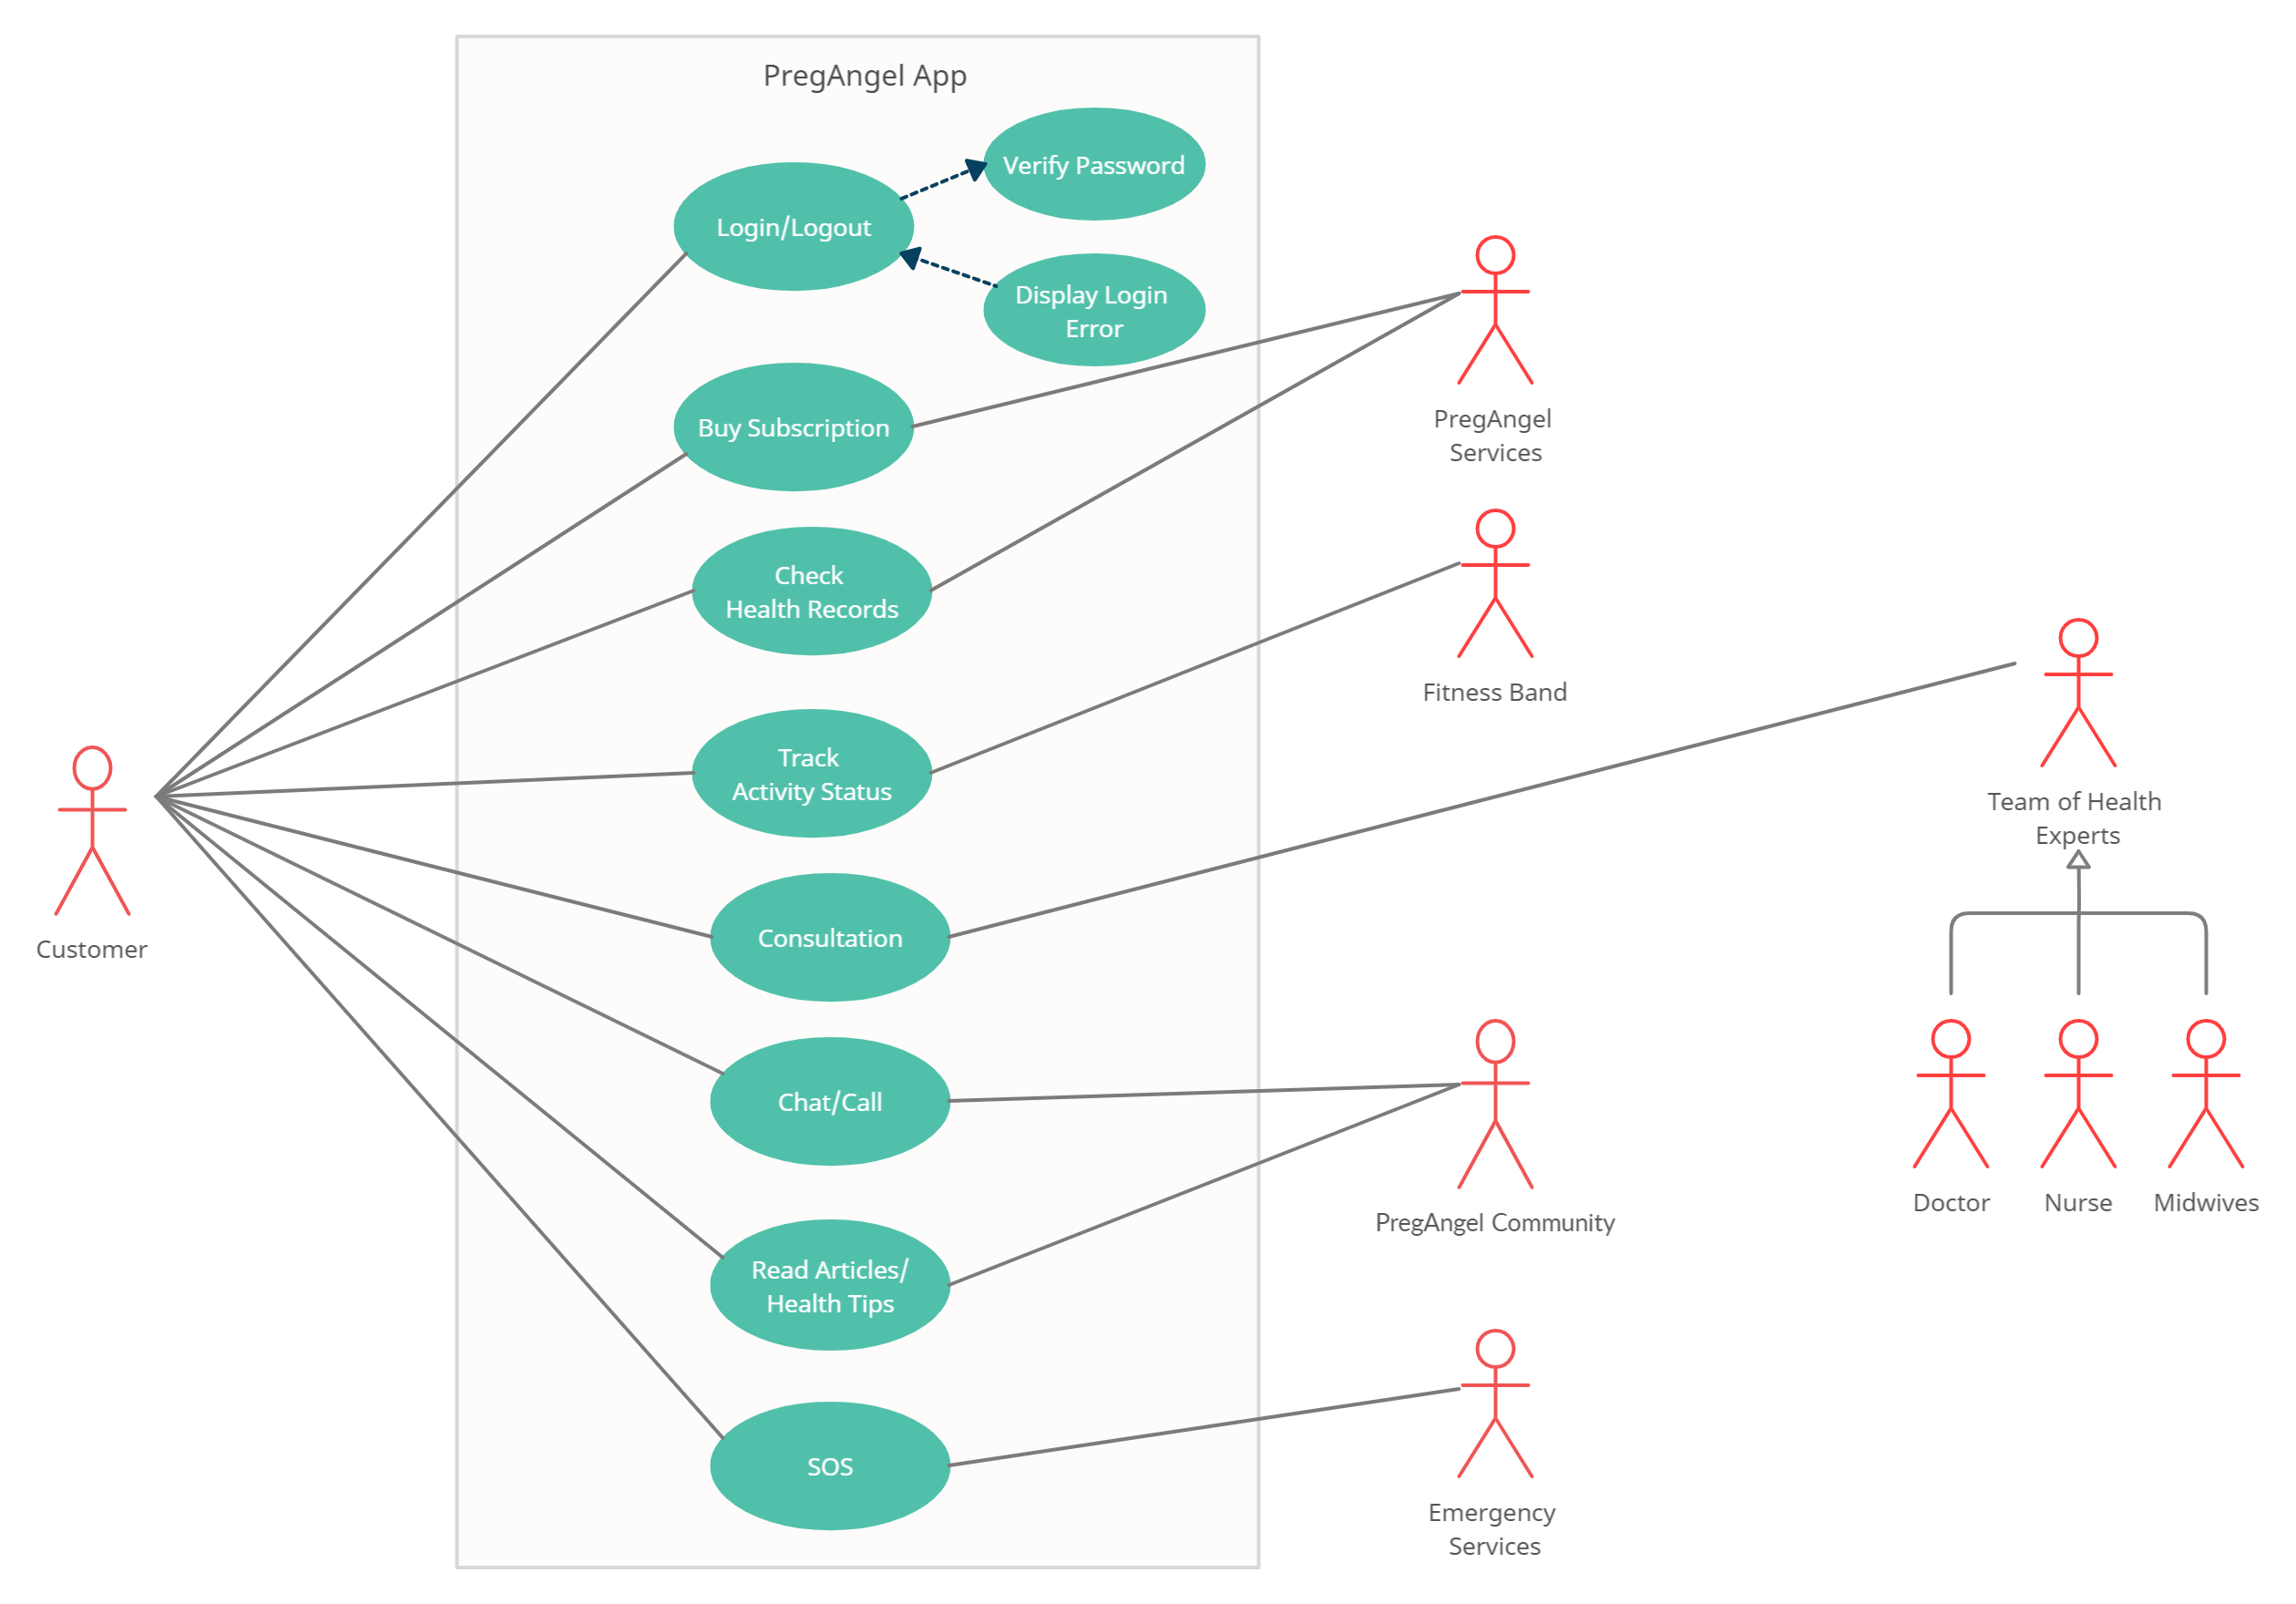 PregAngel App
Verify Password
Login/Logout
Display Login
Error
Buy Subscription
PregAngel
Services
Check
Health Records
Fitness Band
Track
Activity Status
Team of Health
Experts
Customer
Consultation
Chat/Call
Doctor
Nurse
Midwives
PregAngel Community
Read Articles/
Health Tips
SOS
Emergency
Services